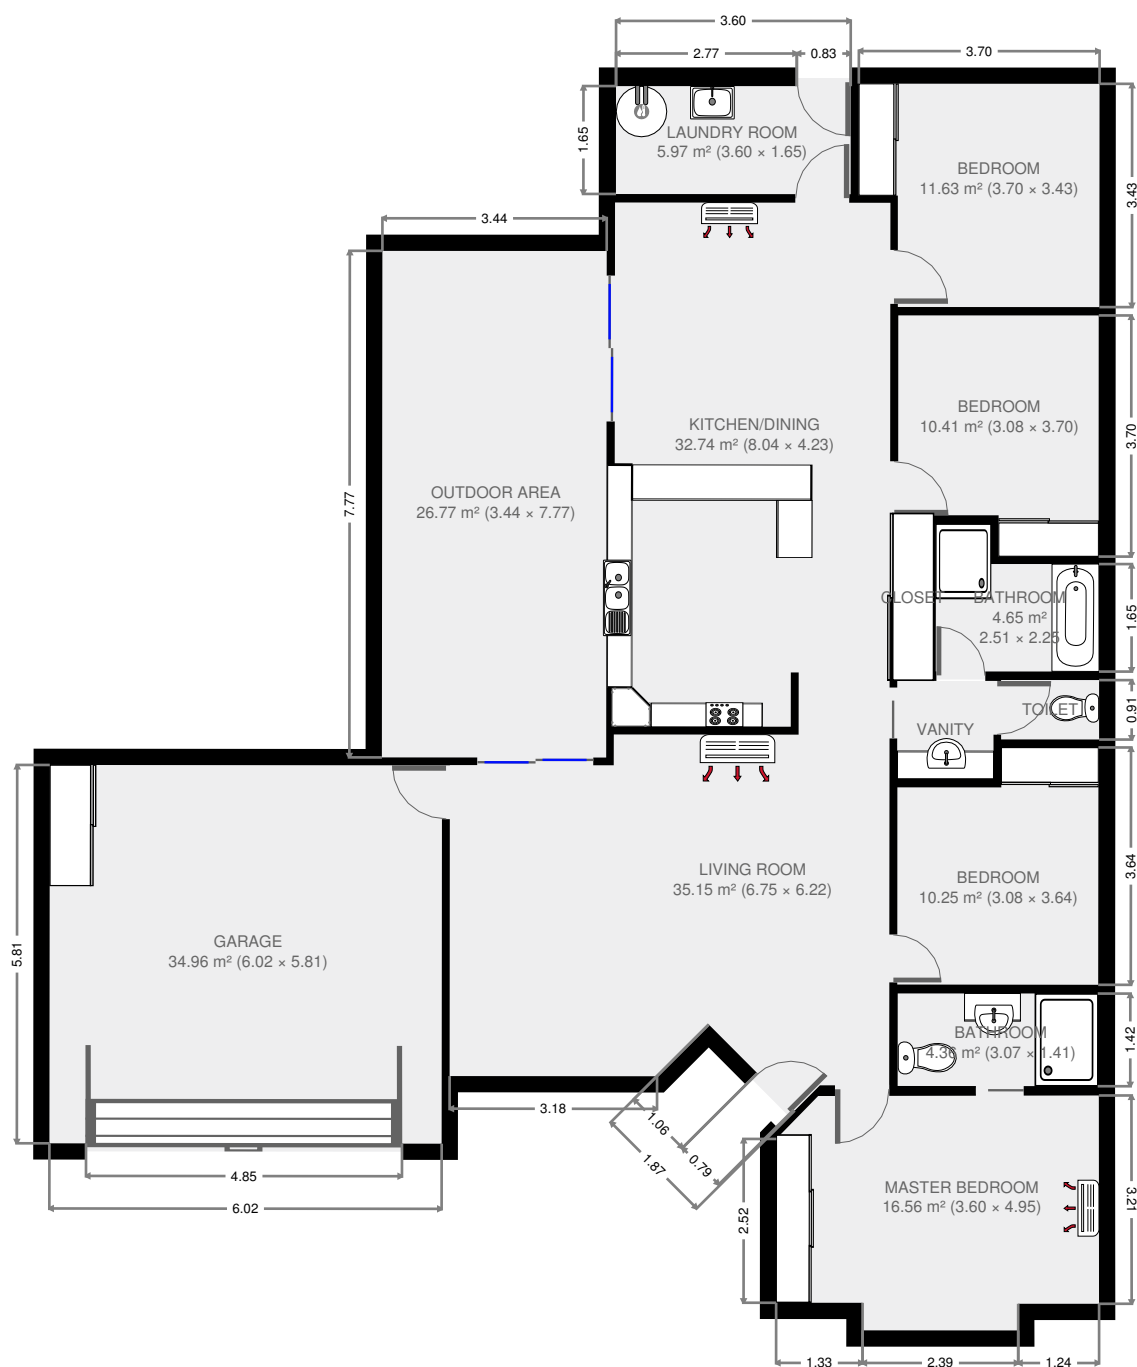 3.60
2.77
0.83
3.70
1.65
LAUNDRY ROOM
5.97 m² (3.60 × 1.65)
BEDROOM
11.63 m² (3.70 × 3.43)
3.43
3.44
7.77
KITCHEN/DINING
32.74 m² (8.04 × 4.23)
BEDROOM
10.41 m² (3.08 × 3.70)
3.70
OUTDOOR AREA
26.77 m² (3.44 × 7.77)
CLOSET
BATHROOM
4.65 m²
2.51 × 2.25
1.65
TOILET
0.91
VANITY
LIVING ROOM
35.15 m² (6.75 × 6.22)
BEDROOM
10.25 m² (3.08 × 3.64)
3.64
GARAGE
34.96 m² (6.02 × 5.81)
5.81
BATHROOM
4.36 m² (3.07 × 1.41)
1.42
3.18
1.06
0.79
1.87
4.85
6.02
2.52
MASTER BEDROOM
16.56 m² (3.60 × 4.95)
3.21
1.33
2.39
1.24